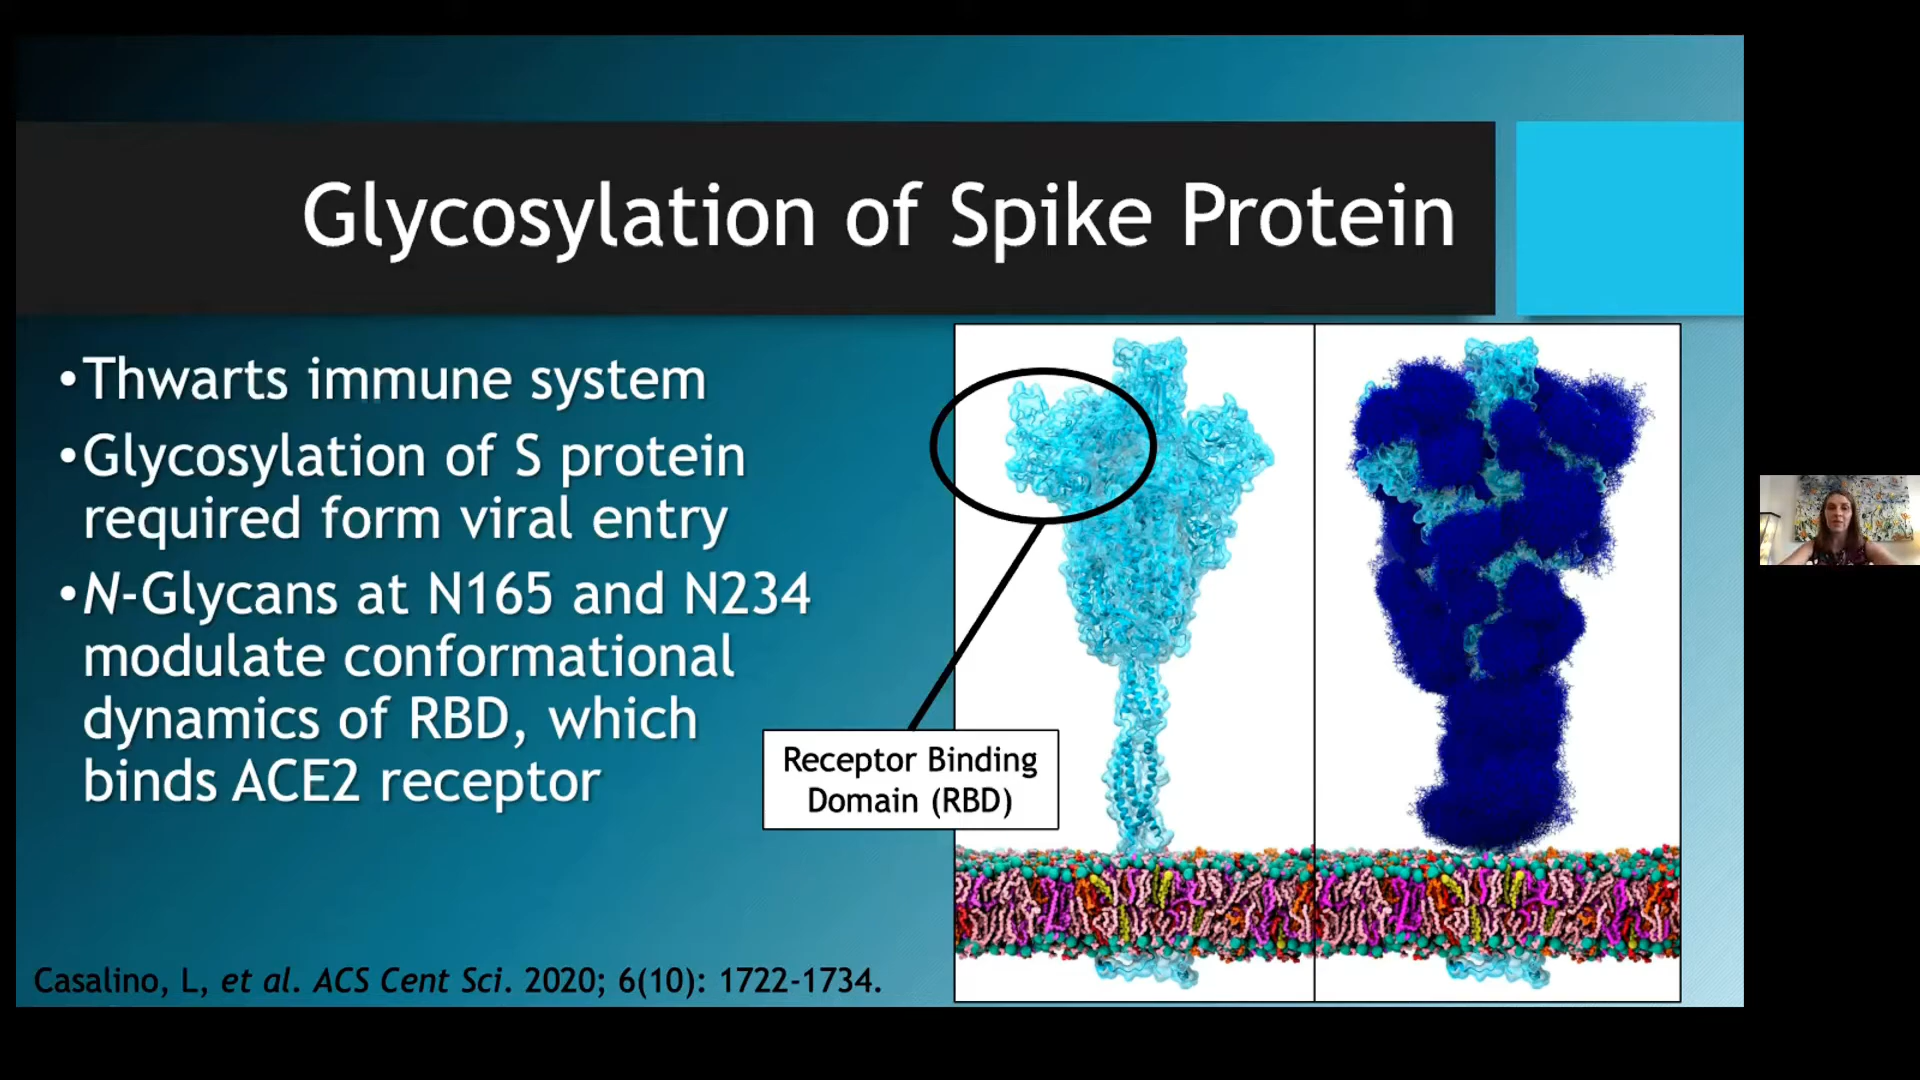 Glycosylation of Spike Protein
•Thwarts immune system
•Glycosylation of S protein
required form viral entry
•N-Glycans at N165 and N234
modulate conformational
dynamics of RBD, which
binds ACE2 receptor
Receptor Binding
Domain (RBD)
Casalino, L, et al. ACS Cent Sci. 2020; 6(10): 1722-1734.